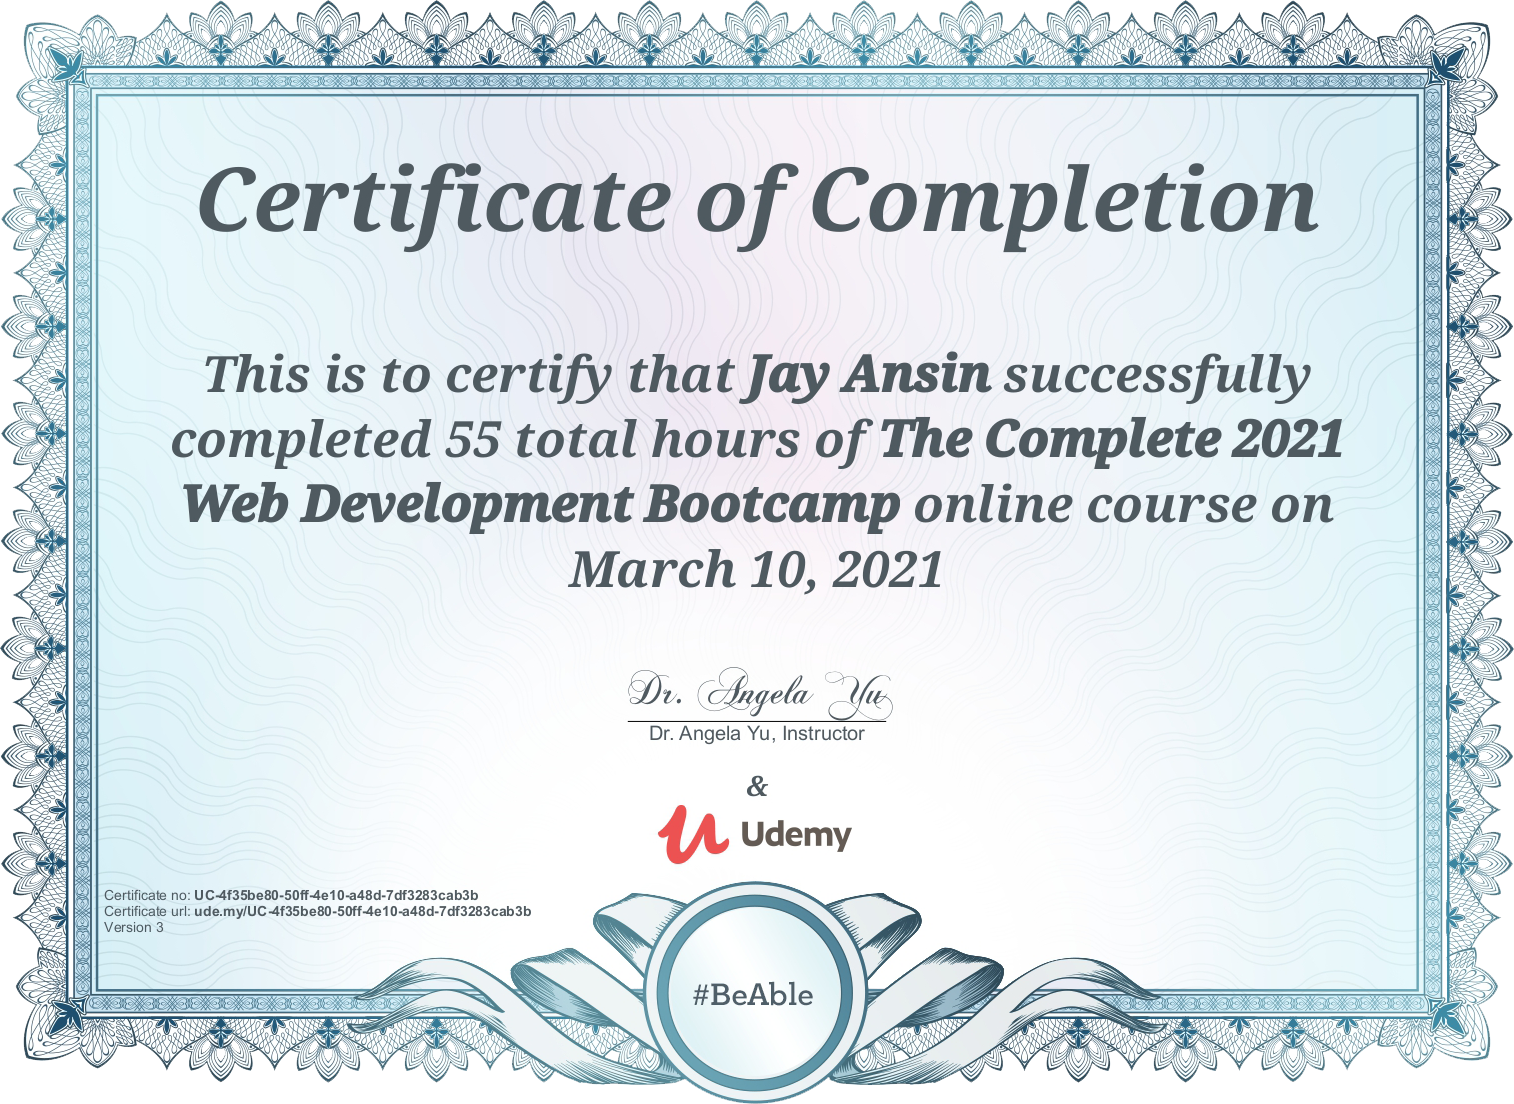 Certificate of Completion
This is to certify that Jay Ansin successfully
completed 55 total hours of The Complete 2021
Web Development Bootcamp online course on
March 10, 2021
Dr. Angela Yu
Dr. Angela Yu, Instructor
&
Udemy
Certificate no: UC-4f35be80-50ff-4e10-a48d-7df3283cab3b
Certificate url: ude.my/UC-4f35be80-50ff-4e10-a48d-7df3283cab3b
Version 3
#BeAble